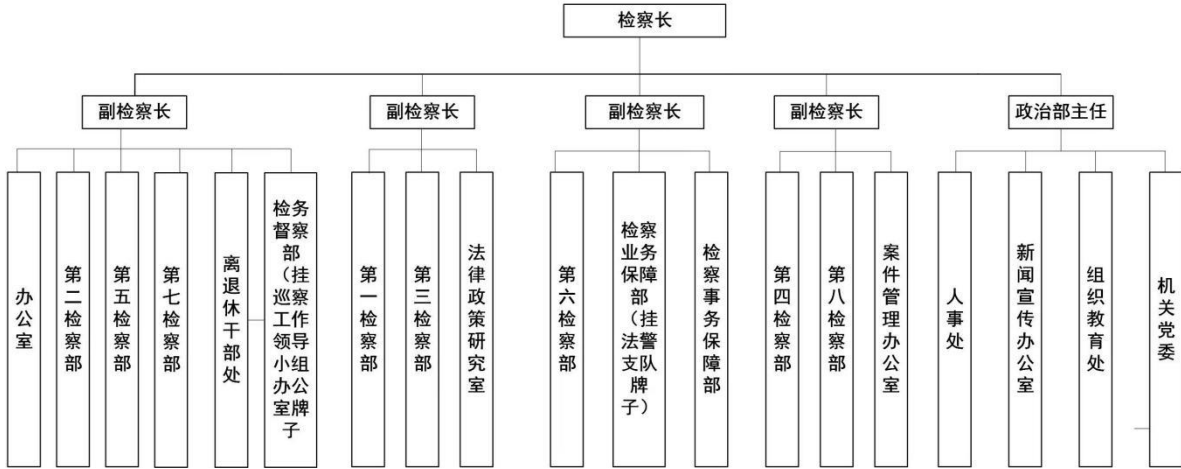 检察长
副检察长
副检察长
副检察长
副检察长
政治部主任
办公室
第二检察部
第五检察部
第七检察部
离退休干部处
检务督察部（挂巡察工作领导小组办公室牌子
第一检察部
第三检察部
法律政策研究室
第六检察部
检察业务保障部（挂法警支队牌子）
检察事务保障部
第四检察部
第八检察部
案件管理办公室
人事处
新闻宣传办公室
组织教育处
机关党委